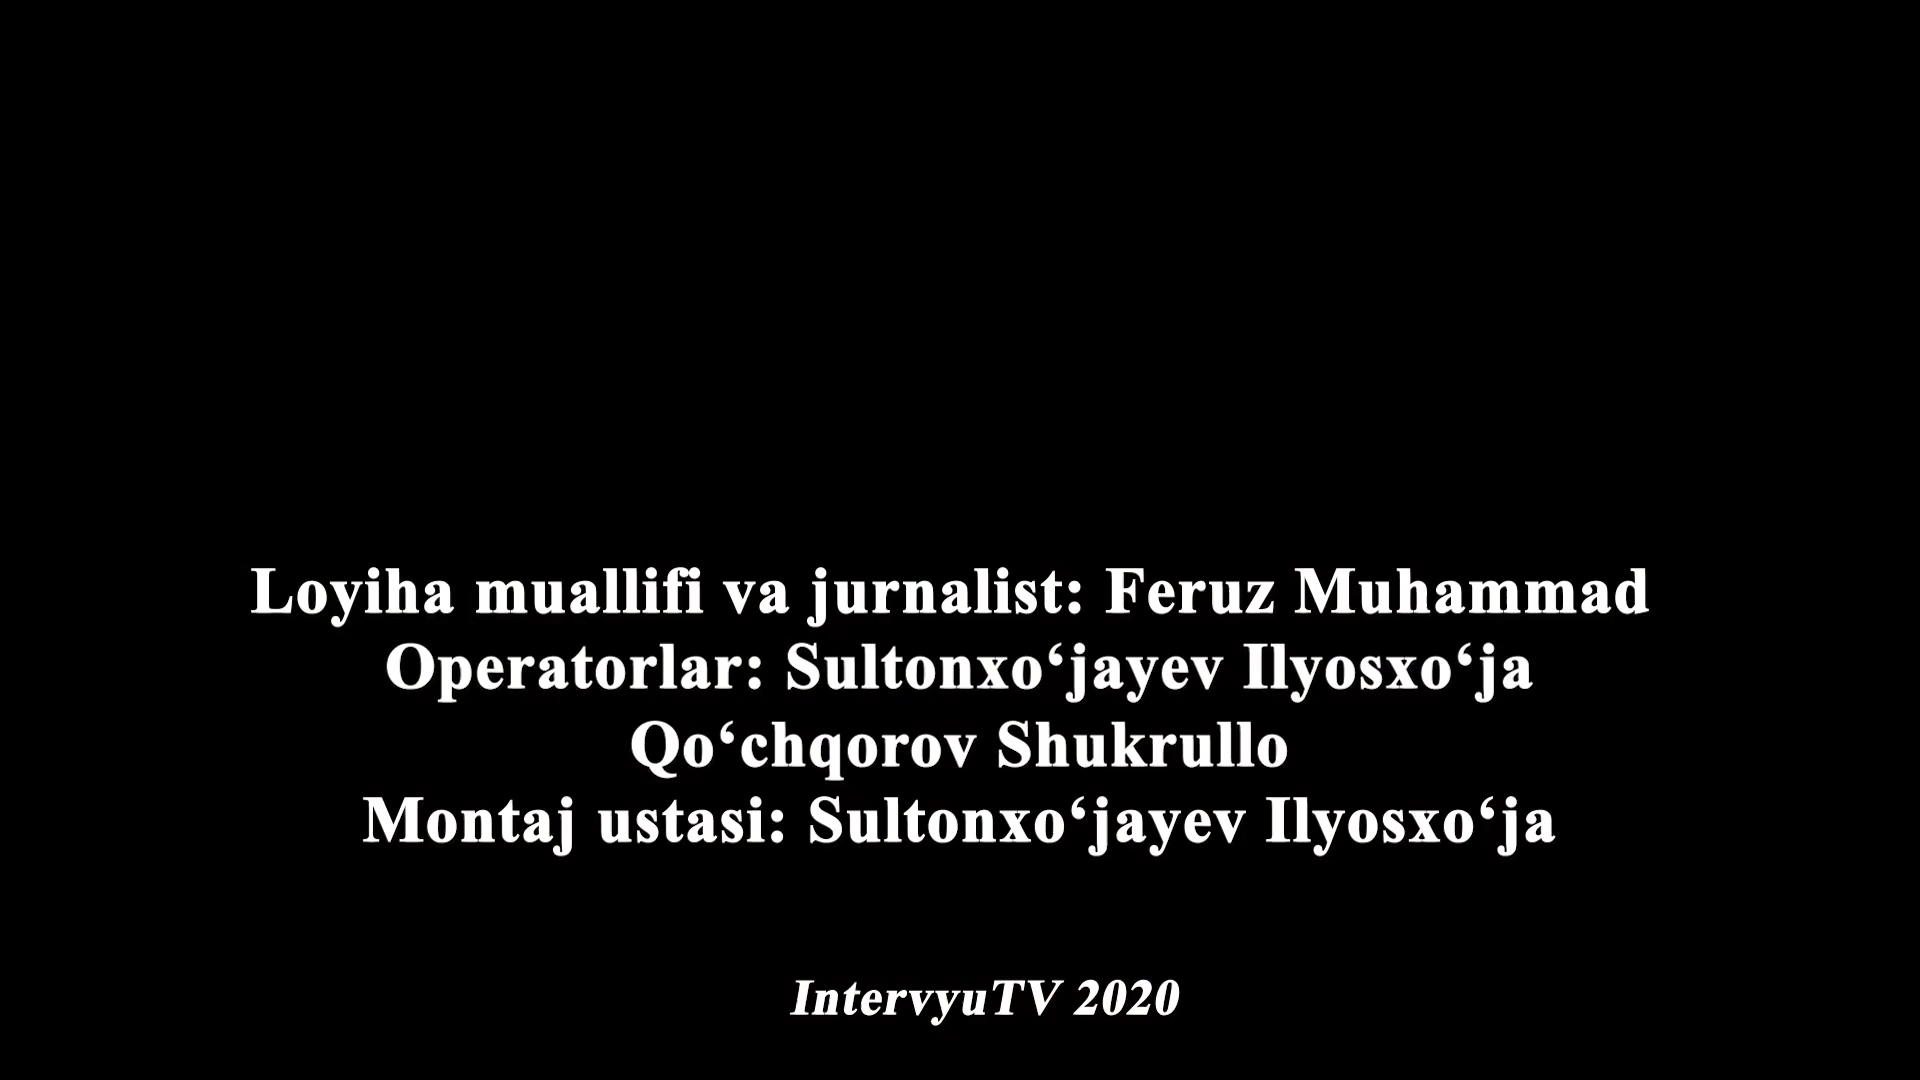 Loyiha muallifi va jurnalist: Feruz Muhammad
Operatorlar: Sultonxo‘jayev Ilyosxo‘ja
Qo‘chqorov Shukrullo
Montaj ustasi: Sultonxo‘jayev Ilyosxo‘ja
IntervyuTV 2020